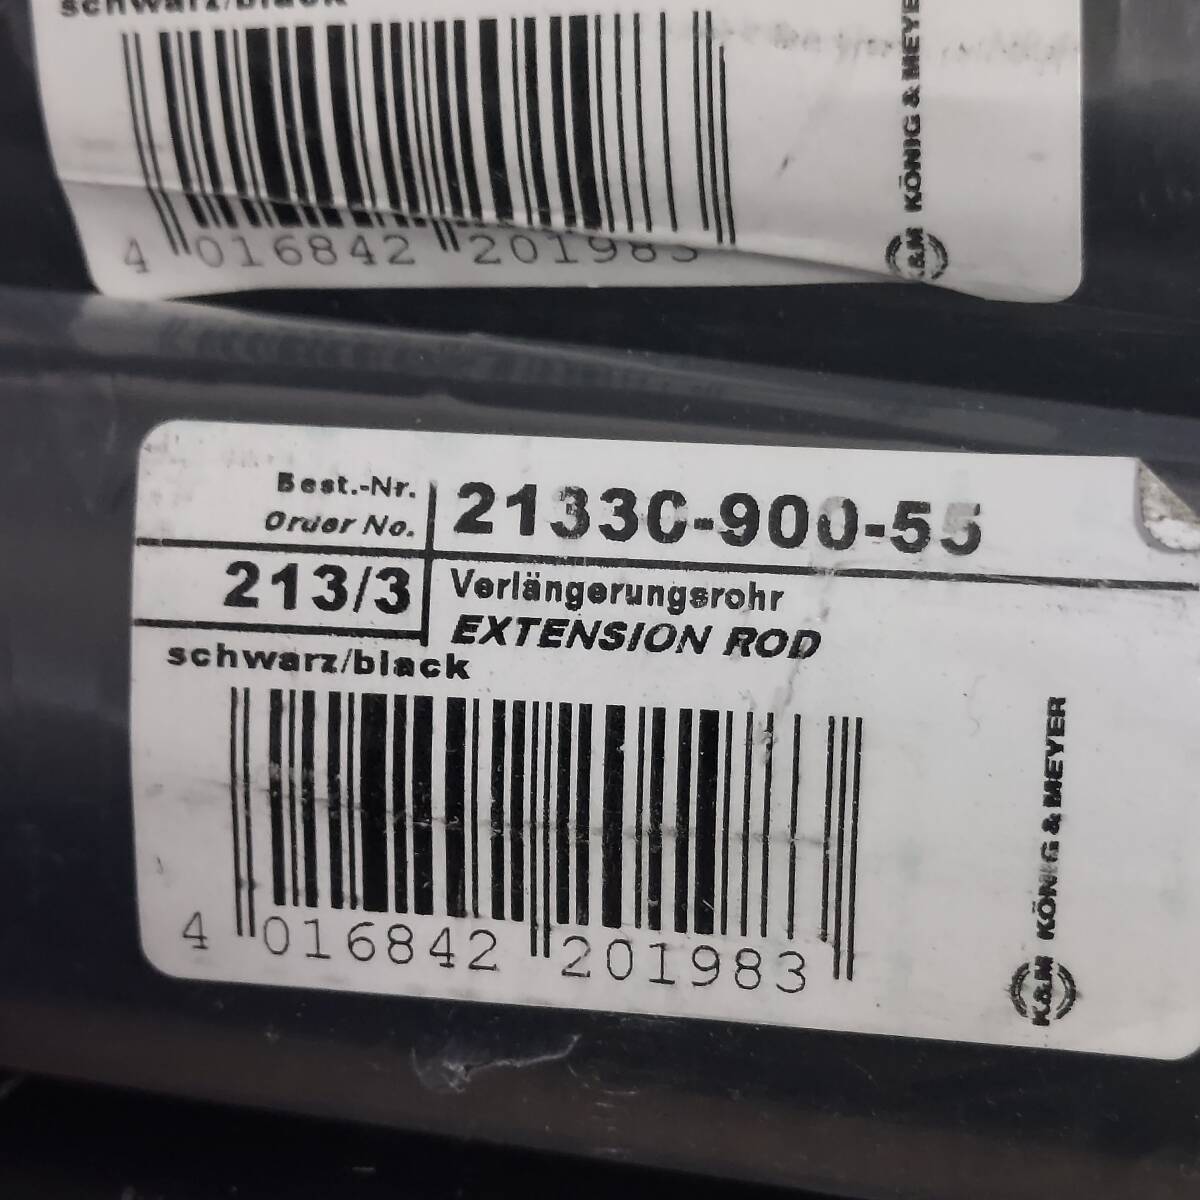 schwarz/black
4 016842 201983
K&M KÖNIG & MEYE
Best.-Nr.
Order No.
21330-900-55
213/3
Verlängerungsrohr
EXTENSION ROD
schwarz/black
4 016842 201983
K&M KÖNIG & MEYER